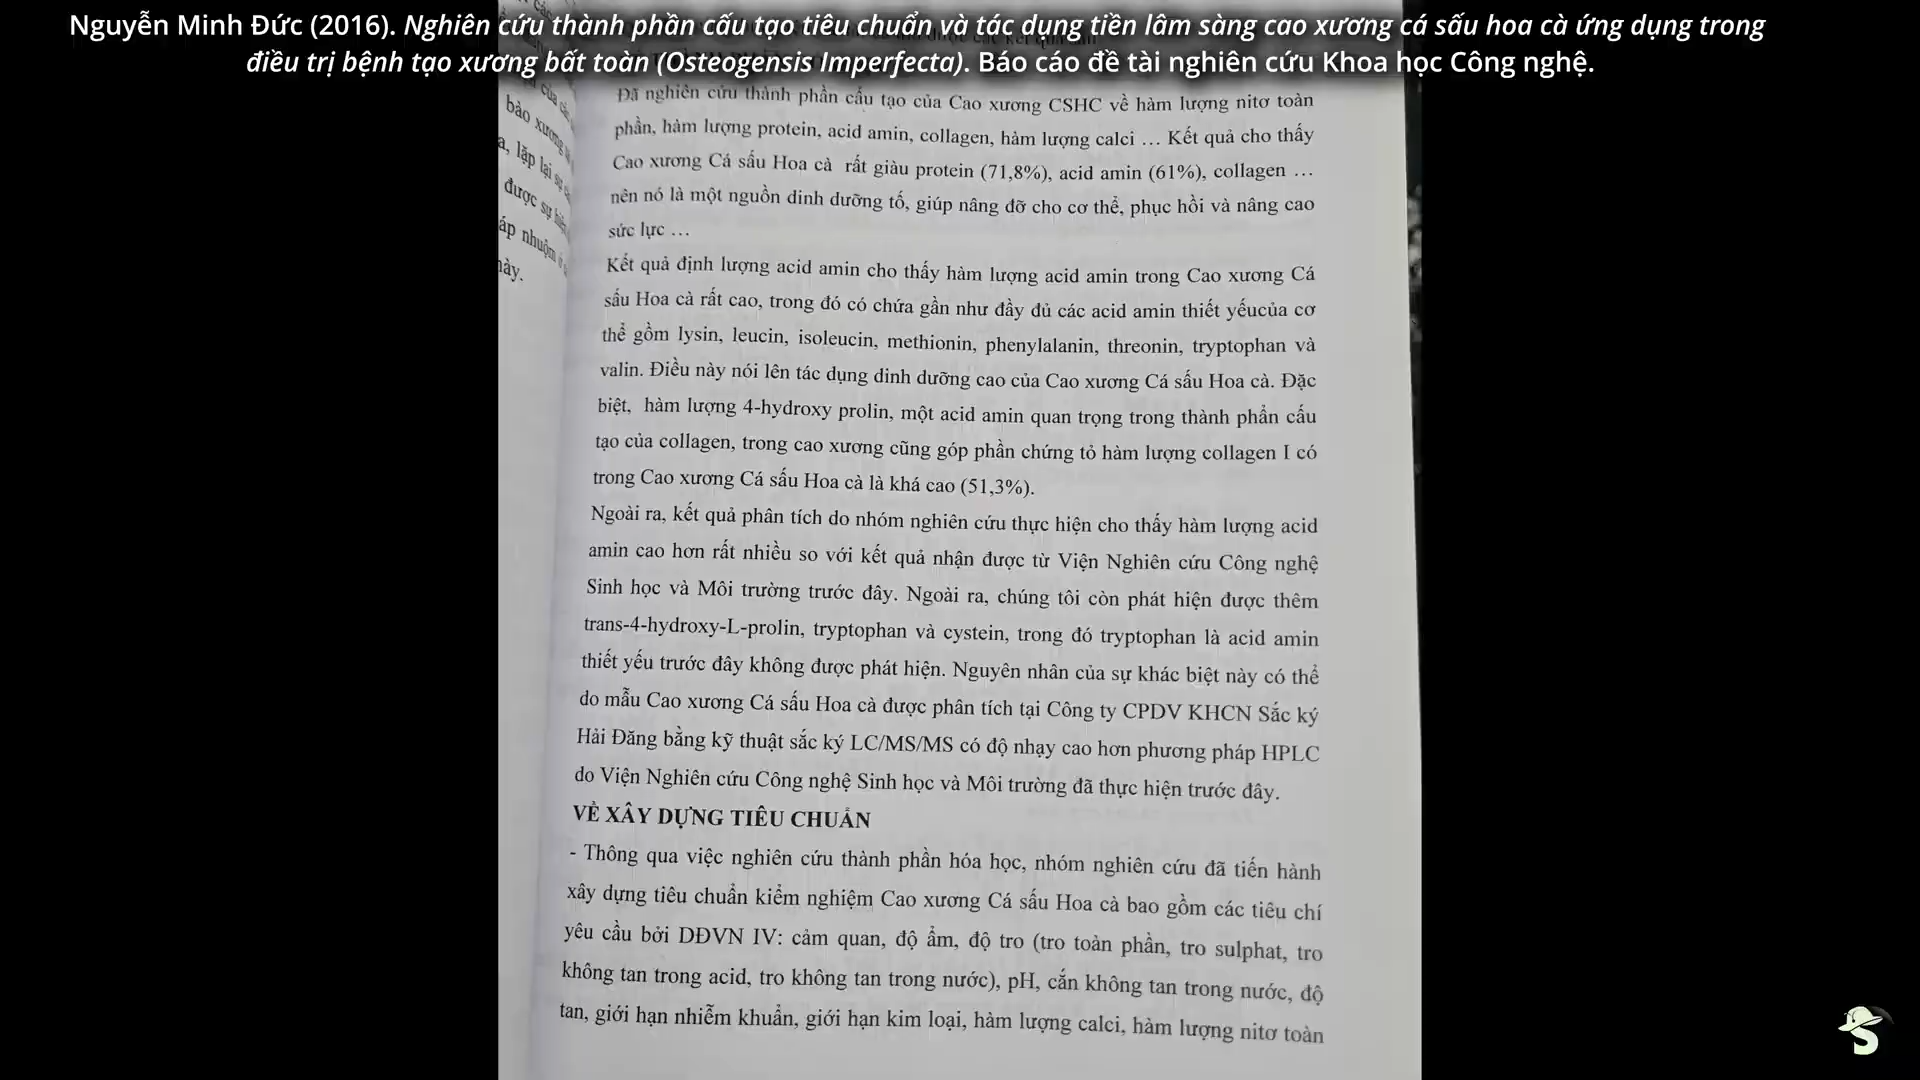 Nguyễn Minh Đức (2016). Nghiên cứu thành phần cấu tạo tiêu chuẩn và tác dụng tiền lâm sàng cao xương cá sấu hoa cà ứng dụng trong
điều trị bệnh tạo xương bất toàn (Osteogensis Imperfecta). Báo cáo đề tài nghiên cứu Khoa học Công nghệ.
của các
bào xương
a, lặp lại sự
được sự hiện
áp nhuộm ở
này.
Đã nghiên cứu thành phần cấu tạo của Cao xương CSHC về hàm lượng nitơ toàn
phần, hàm lượng protein, acid amin, collagen, hàm lượng calci … Kết quả cho thấy
Cao xương Cá sấu Hoa cà rất giàu protein (71,8%), acid amin (61%), collagen …
nên nó là một nguồn dinh dưỡng tố, giúp nâng đỡ cho cơ thể, phục hồi và nâng cao
sức lực …
Kết quả định lượng acid amin cho thấy hàm lượng acid amin trong Cao xương Cá
sấu Hoa cà rất cao, trong đó có chứa gần như đầy đủ các acid amin thiết yếucủa cơ
thể gồm lysin, leucin, isoleucin, methionin, phenylalanin, threonin, tryptophan và
valin. Điều này nói lên tác dụng dinh dưỡng cao của Cao xương Cá sấu Hoa cà. Đặc
biệt, hàm lượng 4-hydroxy prolin, một acid amin quan trọng trong thành phần cấu
tạo của collagen, trong cao xương cũng góp phần chứng tỏ hàm lượng collagen I có
trong Cao xương Cá sấu Hoa cà là khá cao (51,3%).
Ngoài ra, kết quả phân tích do nhóm nghiên cứu thực hiện cho thấy hàm lượng acid
amin cao hơn rất nhiều so với kết quả nhận được từ Viện Nghiên cứu Công nghệ
Sinh học và Môi trường trước đây. Ngoài ra, chúng tôi còn phát hiện được thêm
trans-4-hydroxy-L-prolin, tryptophan và cystein, trong đó tryptophan là acid amin
thiết yếu trước đây không được phát hiện. Nguyên nhân của sự khác biệt này có thể
do mẫu Cao xương Cá sấu Hoa cà được phân tích tại Công ty CPDV KHCN Sắc ký
Hải Đăng bằng kỹ thuật sắc ký LC/MS/MS có độ nhạy cao hơn phương pháp HPLC
do Viện Nghiên cứu Công nghệ Sinh học và Môi trường đã thực hiện trước đây.
VỀ XÂY DỰNG TIÊU CHUẨN
- Thông qua việc nghiên cứu thành phần hóa học, nhóm nghiên cứu đã tiến hành
xây dựng tiêu chuẩn kiểm nghiệm Cao xương Cá sấu Hoa cà bao gồm các tiêu chí
yêu cầu bởi DĐVN IV: cảm quan, độ ẩm, độ tro (tro toàn phần, tro sulphat, tro
không tan trong acid, tro không tan trong nước), pH, cắn không tan trong nước, độ
tan, giới hạn nhiễm khuẩn, giới hạn kim loại, hàm lượng calci, hàm lượng nitơ toàn
S